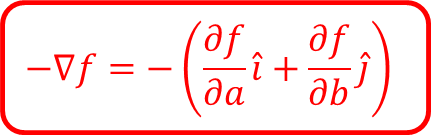 −∇f = −(∂f/∂a î + ∂f/∂b ĵ)